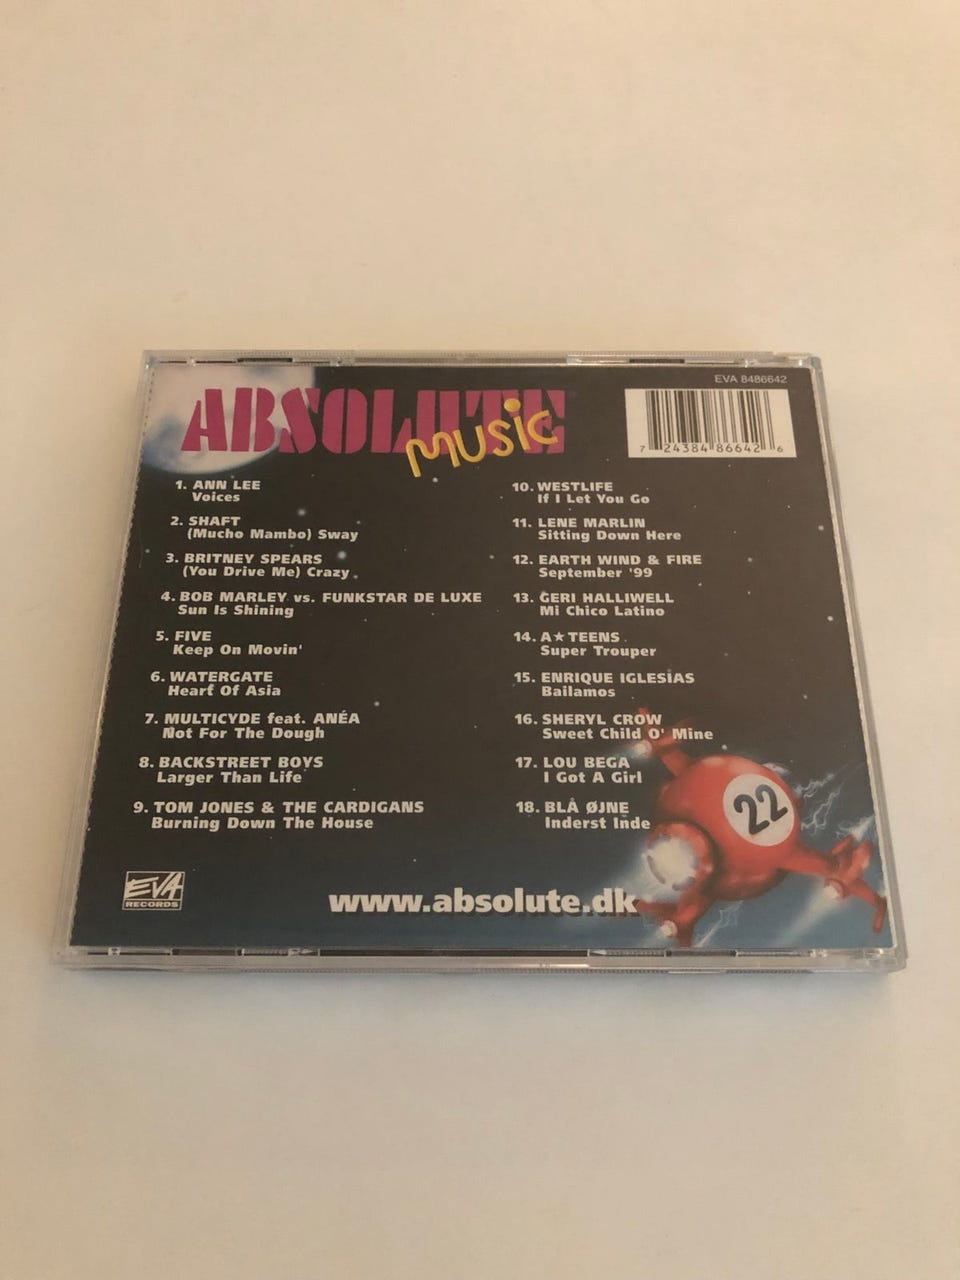 EVA 8486642
ABSOLUTE
music
7 24384 86642 6
1. ANN LEE
Voices
2. SHAFT
(Mucho Mambo) Sway
3. BRITNEY SPEARS
(You Drive Me) Crazy
4. BOB MARLEY vs. FUNKSTAR DE LUXE
Sun Is Shining
5. FIVE
Keep On Movin'
6. WATERGATE
Heart Of Asia
7. MULTICYDE feat. ANÉA
Not For The Dough
8. BACKSTREET BOYS
Larger Than Life
9. TOM JONES & THE CARDIGANS
Burning Down The House
10. WESTLIFE
If I Let You Go
11. LENE MARLIN
Sitting Down Here
12. EARTH WIND & FIRE
September '99
13. GERI HALLIWELL
Mi Chico Latino
14. A★TEENS
Super Trouper
15. ENRIQUE IGLESIAS
Bailamos
16. SHERYL CROW
Sweet Child O' Mine
17. LOU BEGA
I Got A Girl
18. BLÅ ØJNE
Inderst Inde
22
EVA
RECORDS
www.absolute.dk